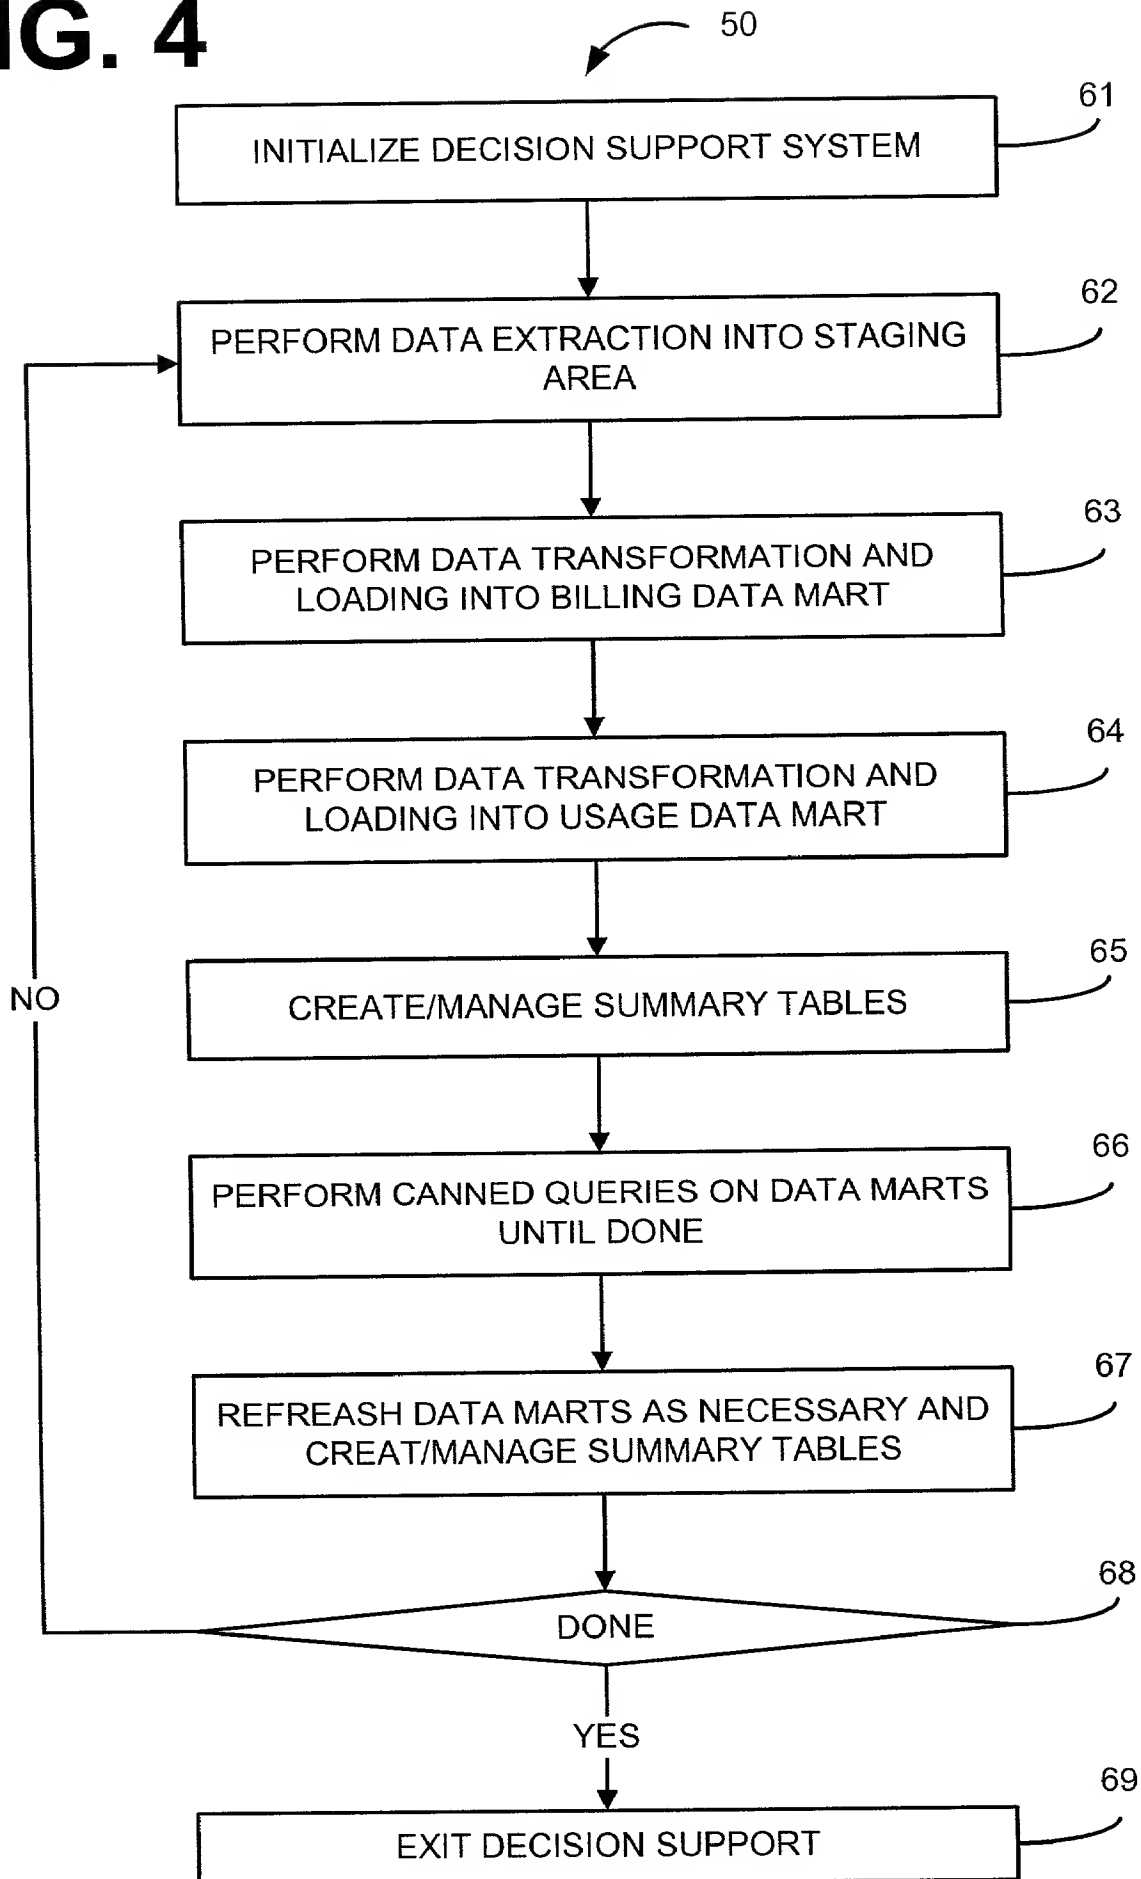 IG. 4
50
61
INITIALIZE DECISION SUPPORT SYSTEM
62
PERFORM DATA EXTRACTION INTO STAGING
AREA
63
PERFORM DATA TRANSFORMATION AND
LOADING INTO BILLING DATA MART
64
PERFORM DATA TRANSFORMATION AND
LOADING INTO USAGE DATA MART
65
CREATE/MANAGE SUMMARY TABLES
NO
66
PERFORM CANNED QUERIES ON DATA MARTS
UNTIL DONE
67
REFREASH DATA MARTS AS NECESSARY AND
CREAT/MANAGE SUMMARY TABLES
68
DONE
YES
69
EXIT DECISION SUPPORT